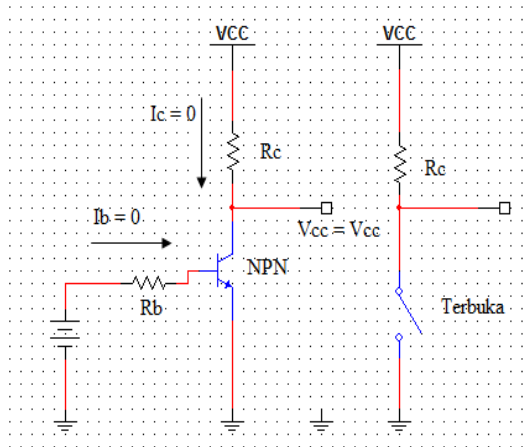 VCC
VCC
Ic = 0
Rc
Rc
Ib = 0
Vcc = Vcc
NPN
Rb
Terbuka